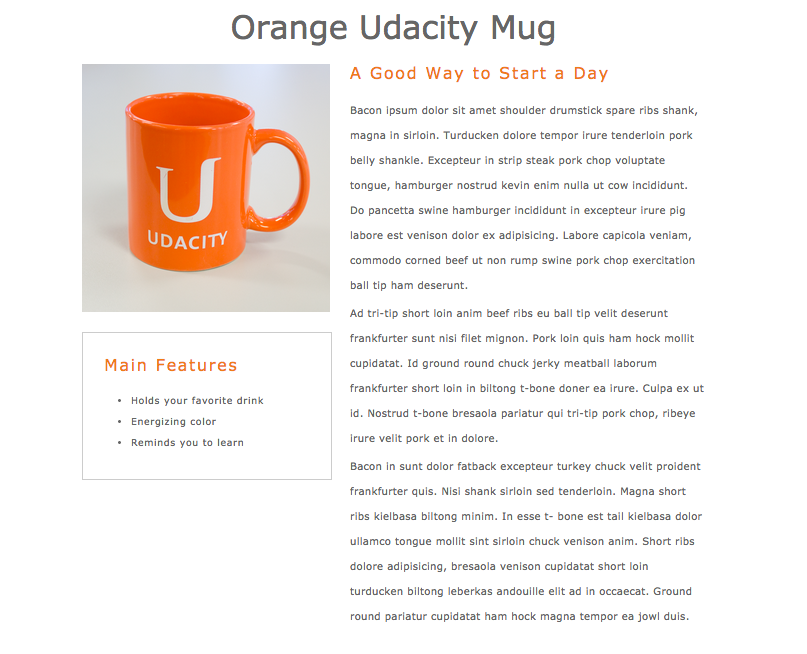 Orange Udacity Mug
U
UDACITY
Main Features
• Holds your favorite drink
• Energizing color
• Reminds you to learn
A Good Way to Start a Day
Bacon ipsum dolor sit amet shoulder drumstick spare ribs shank,
magna in sirloin. Turducken dolore tempor irure tenderloin pork
belly shankle. Excepteur in strip steak pork chop voluptate
tongue, hamburger nostrud kevin enim nulla ut cow incididunt.
Do pancetta swine hamburger incididunt in excepteur irure pig
labore est venison dolor ex adipisicing. Labore capicola veniam,
commodo corned beef ut non rump swine pork chop exercitation
ball tip ham deserunt.
Ad tri-tip short loin anim beef ribs eu ball tip velit deserunt
frankfurter sunt nisi filet mignon. Pork loin quis ham hock mollit
cupidatat. Id ground round chuck jerky meatball laborum
frankfurter short loin in biltong t-bone doner ea irure. Culpa ex ut
id. Nostrud t-bone bresaola pariatur qui tri-tip pork chop, ribeye
irure velit pork et in dolore.
Bacon in sunt dolor fatback excepteur turkey chuck velit proident
frankfurter quis. Nisi shank sirloin sed tenderloin. Magna short
ribs kielbasa biltong minim. In esse t- bone est tail kielbasa dolor
ullamco tongue mollit sint sirloin chuck venison anim. Short ribs
dolore adipisicing, bresaola venison cupidatat short loin
turducken biltong leberkas andouille elit ad in occaecat. Ground
round pariatur cupidatat ham hock magna tempor ea jowl duis.